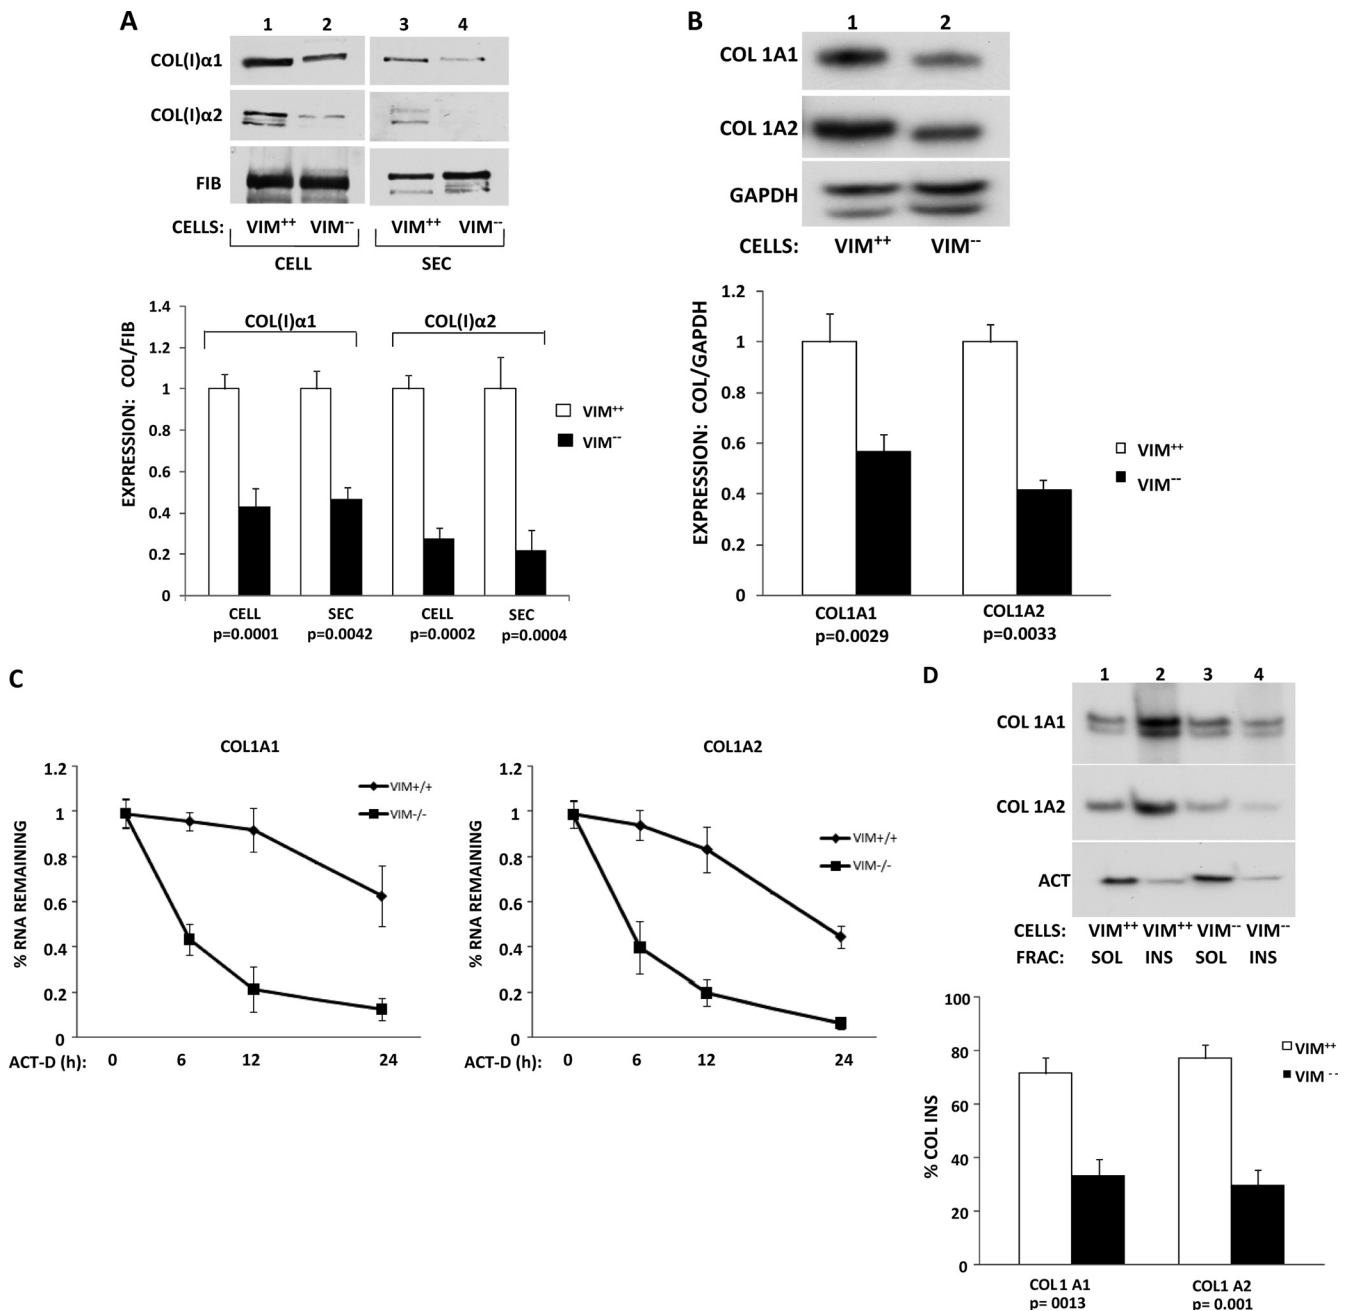 A
1 2 3 4
COL(I)α1
COL(I)α2
FIB
CELLS: VIM++ VIM-- VIM++ VIM--
CELL SEC
1.4
1.2
1
0.8
0.6
0.4
0.2
0
EXPRESSION: COL/FIB
COL(I)α1 COL(I)α2
VIM++
VIM--
CELL SEC CELL SEC
p=0.0001 p=0.0042 p=0.0002 p=0.0004
B
1 2
COL 1A1
COL 1A2
GAPDH
CELLS: VIM++ VIM--
1.2
1
0.8
0.6
0.4
0.2
0
EXPRESSION: COL/GAPDH
VIM++
VIM--
COL1A1 COL1A2
p=0.0029 p=0.0033
C
COL1A1
1.2
1
0.8
0.6
0.4
0.2
0
% RNA REMAINING
VIM+/+
VIM-/-
ACT-D (h): 0 6 12 24
COL1A2
1.2
1
0.8
0.6
0.4
0.2
0
% RNA REMAINING
VIM+/+
VIM-/-
ACT-D (h): 0 6 12 24
D
1 2 3 4
COL 1A1
COL 1A2
ACT
CELLS: VIM++ VIM++ VIM-- VIM--
FRAC: SOL INS SOL INS
100
80
60
40
20
0
% COL INS
VIM++
VIM --
COL1 A1 COL1 A2
p= 0013 p= 0.001